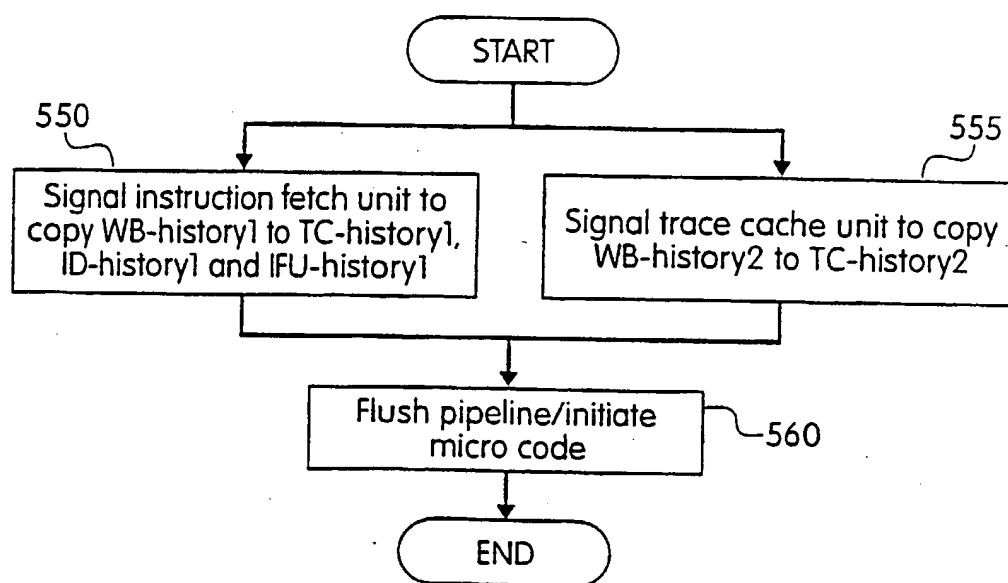 START
550
555
Signal instruction fetch unit to
copy WB-history1 to TC-history1,
ID-history1 and IFU-history1
Signal trace cache unit to copy
WB-history2 to TC-history2
Flush pipeline/initiate
micro code
560
END